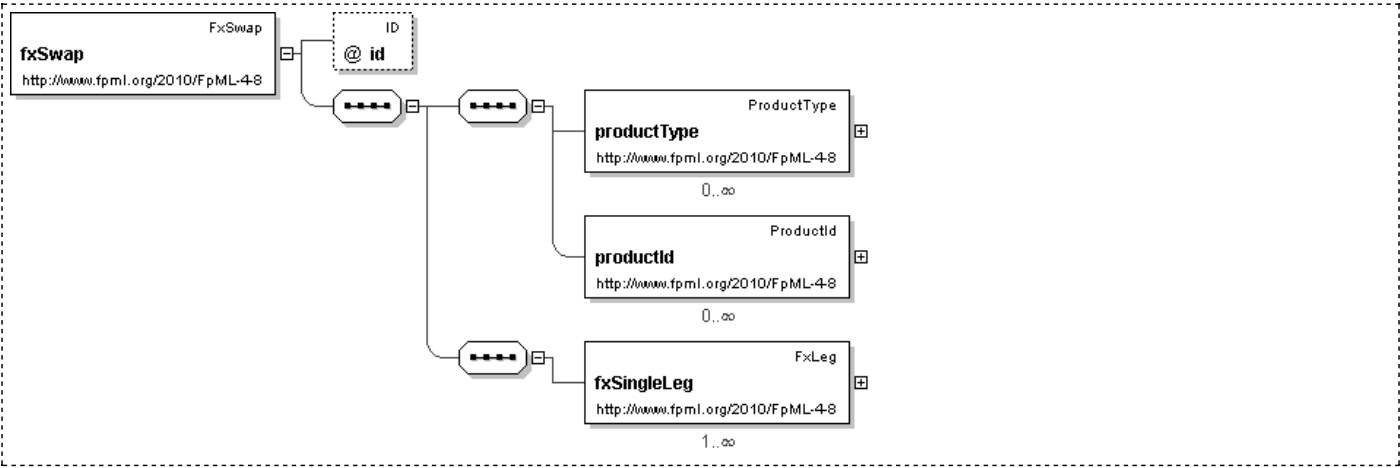 FxSwap
fxSwap
http://www.fpml.org/2010/FpML-4-8
ID
@ id
ProductType
productType
http://www.fpml.org/2010/FpML-4-8
0..∞
ProductId
productId
http://www.fpml.org/2010/FpML-4-8
0..∞
FxLeg
fxSingleLeg
http://www.fpml.org/2010/FpML-4-8
1..∞